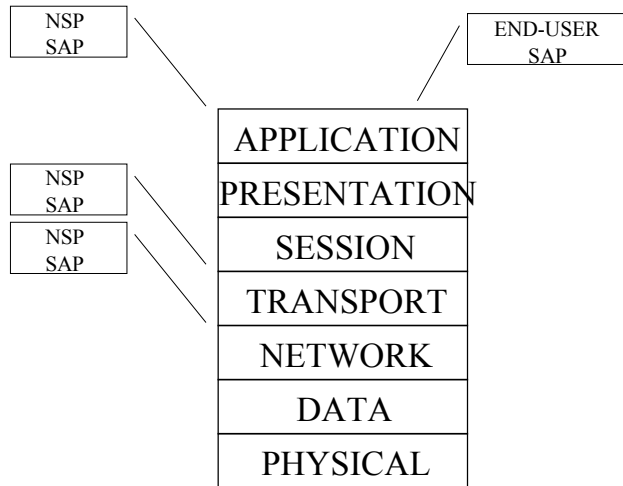 NSP
SAP
END-USER
SAP
APPLICATION
NSP
SAP
PRESENTATION
NSP
SAP
SESSION
TRANSPORT
NETWORK
DATA
PHYSICAL